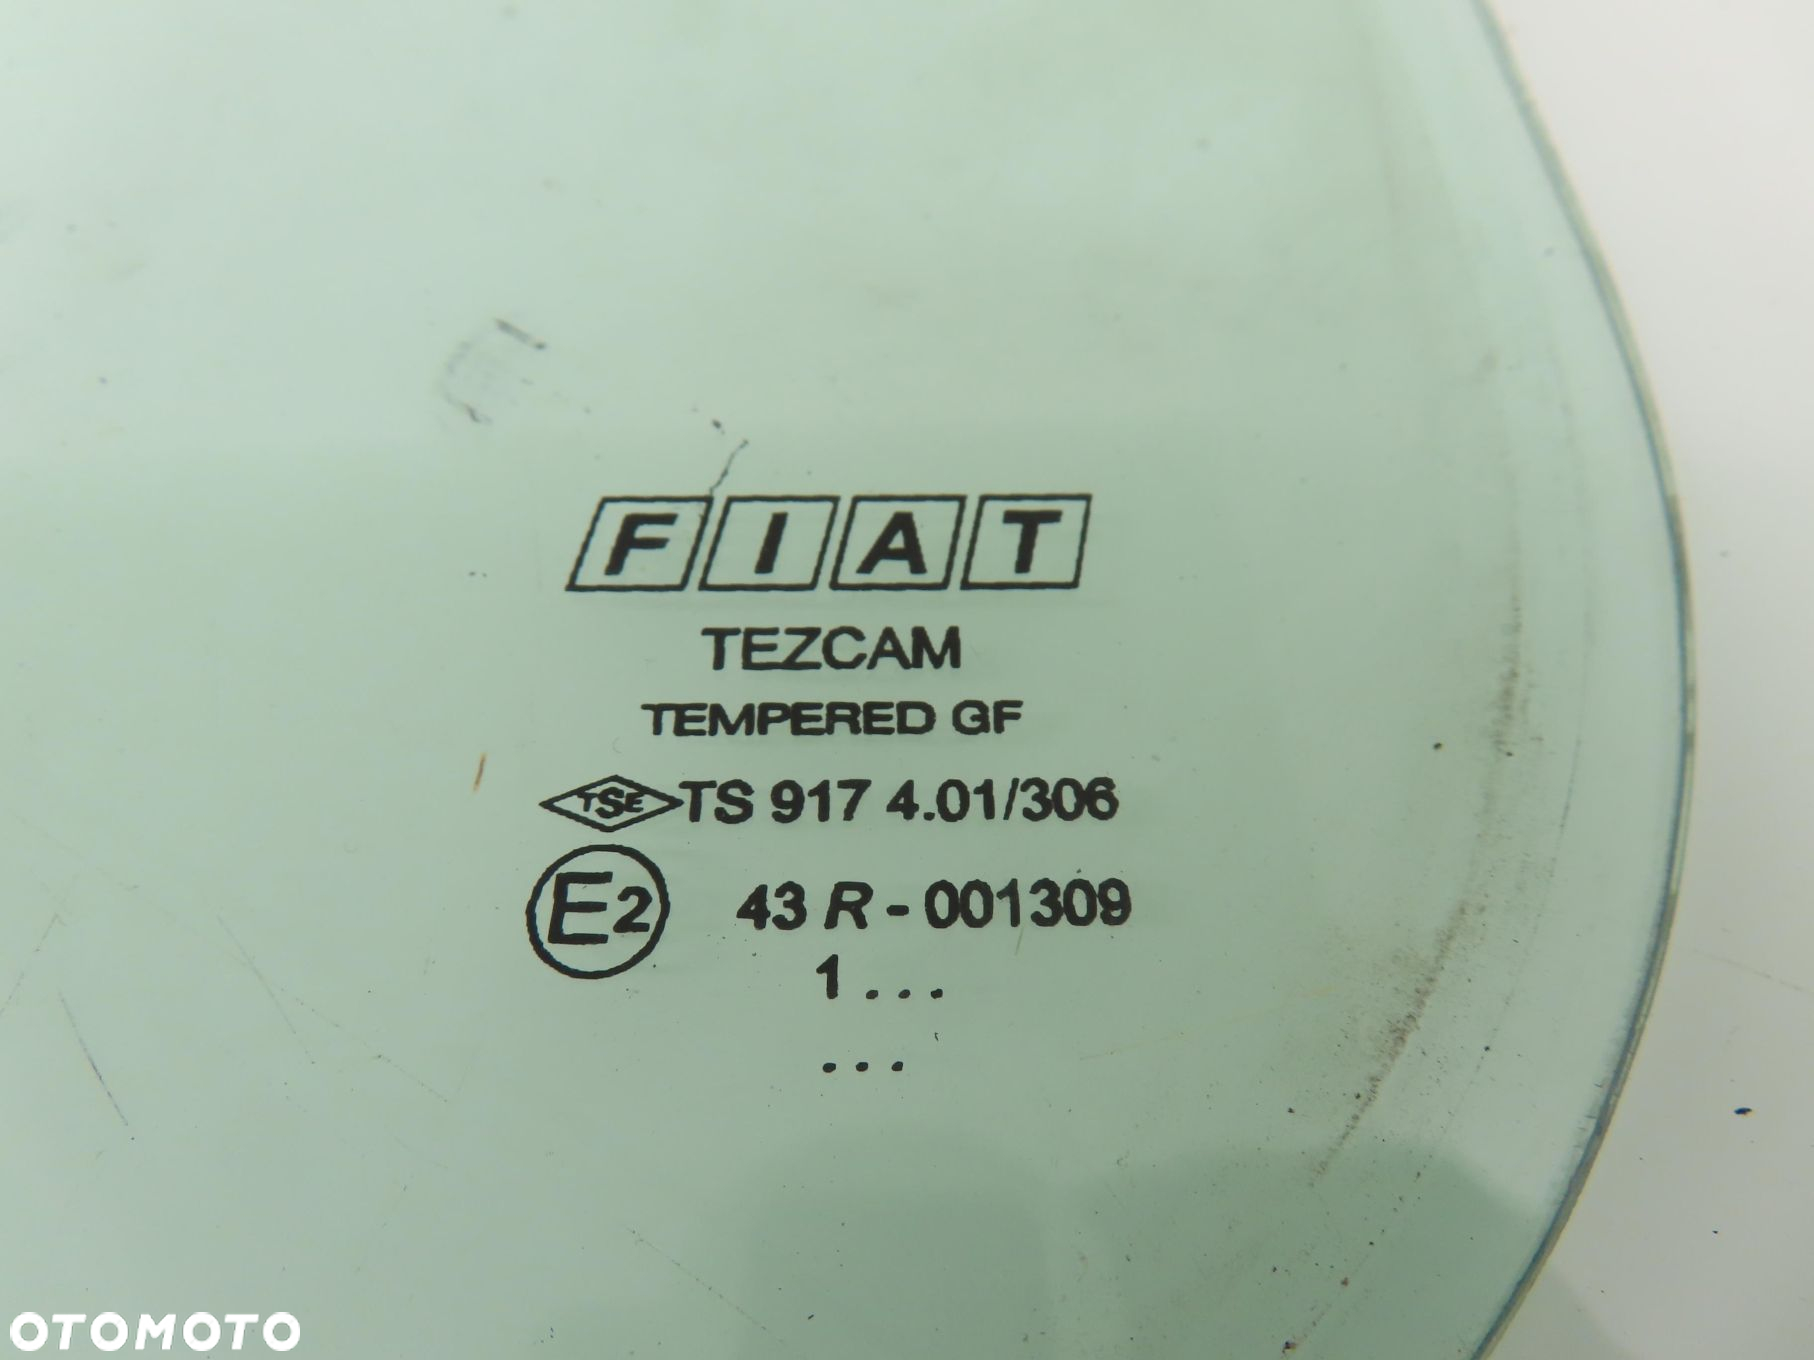 FIAT
TEZCAM
TEMPERED GF
TSE TS 917 4.01/306
E2 43 R - 001309
1...
...
OTOMOTO